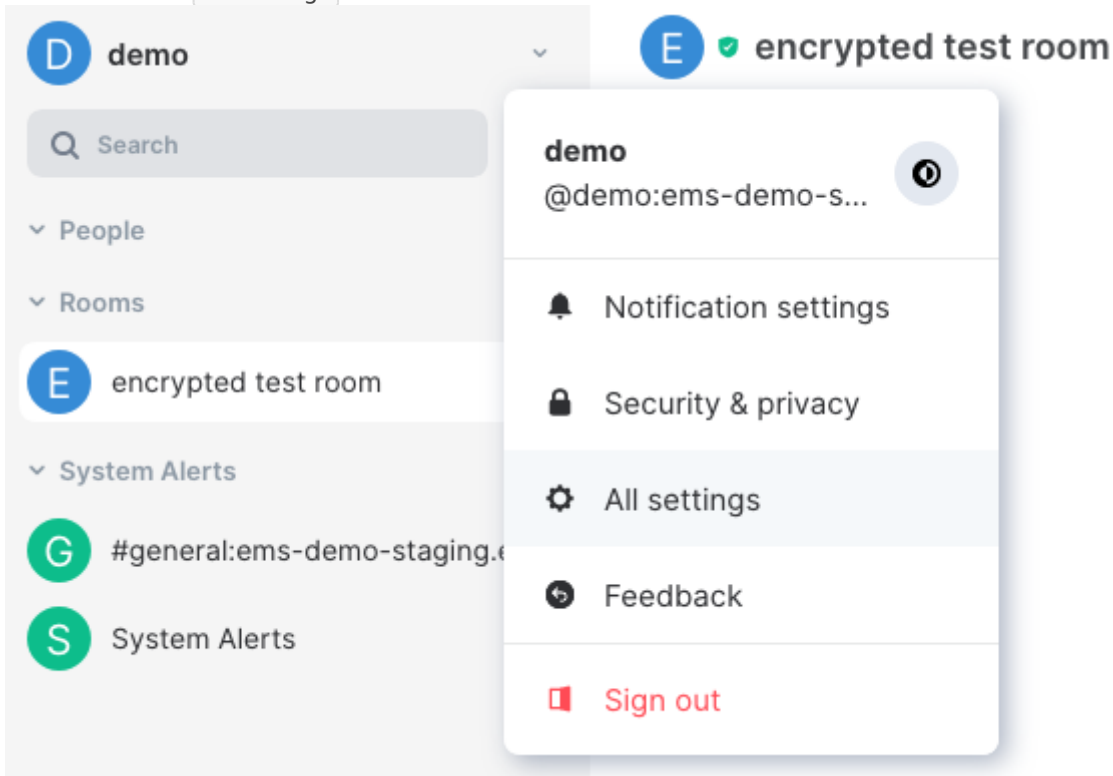 D demo
Search
People
Rooms
E encrypted test room
System Alerts
G #general:ems-demo-staging.
S System Alerts
E encrypted test room
demo
@demo:ems-demo-s...
Notification settings
Security & privacy
All settings
Feedback
Sign out